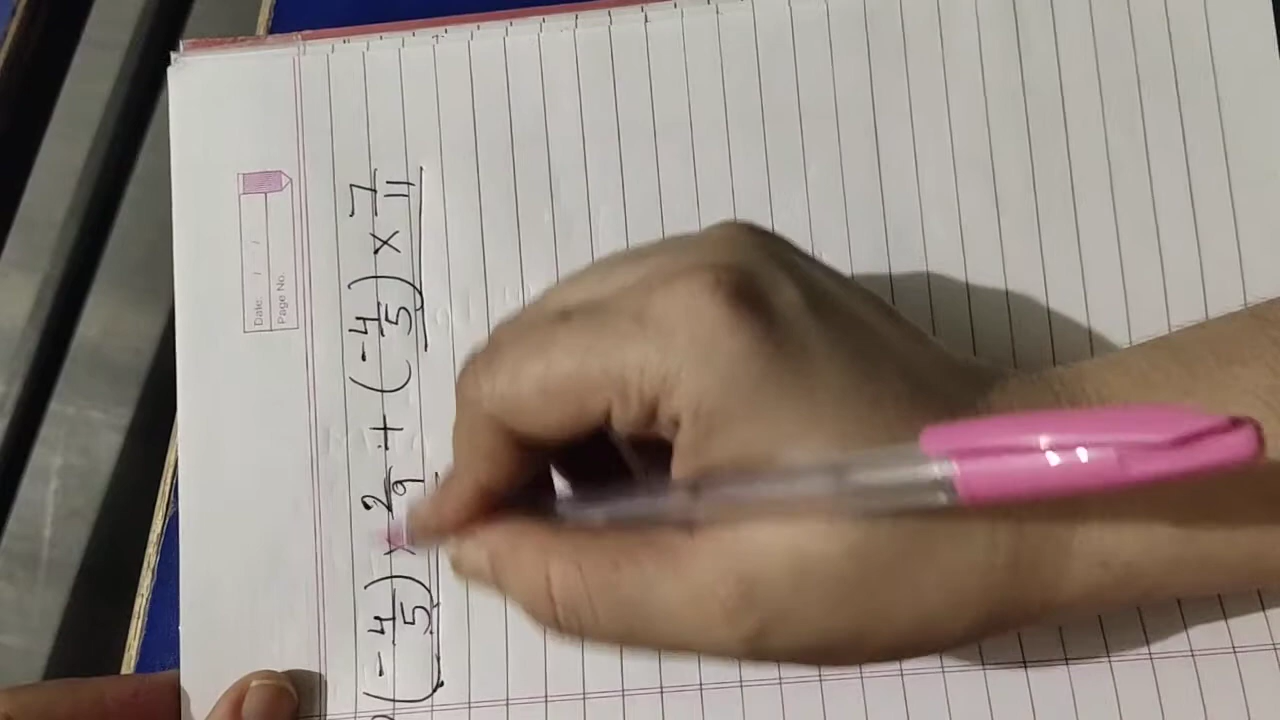 Date: / /
Page No.
(-4/5) x 2/9 + (-4/5) x 7/11